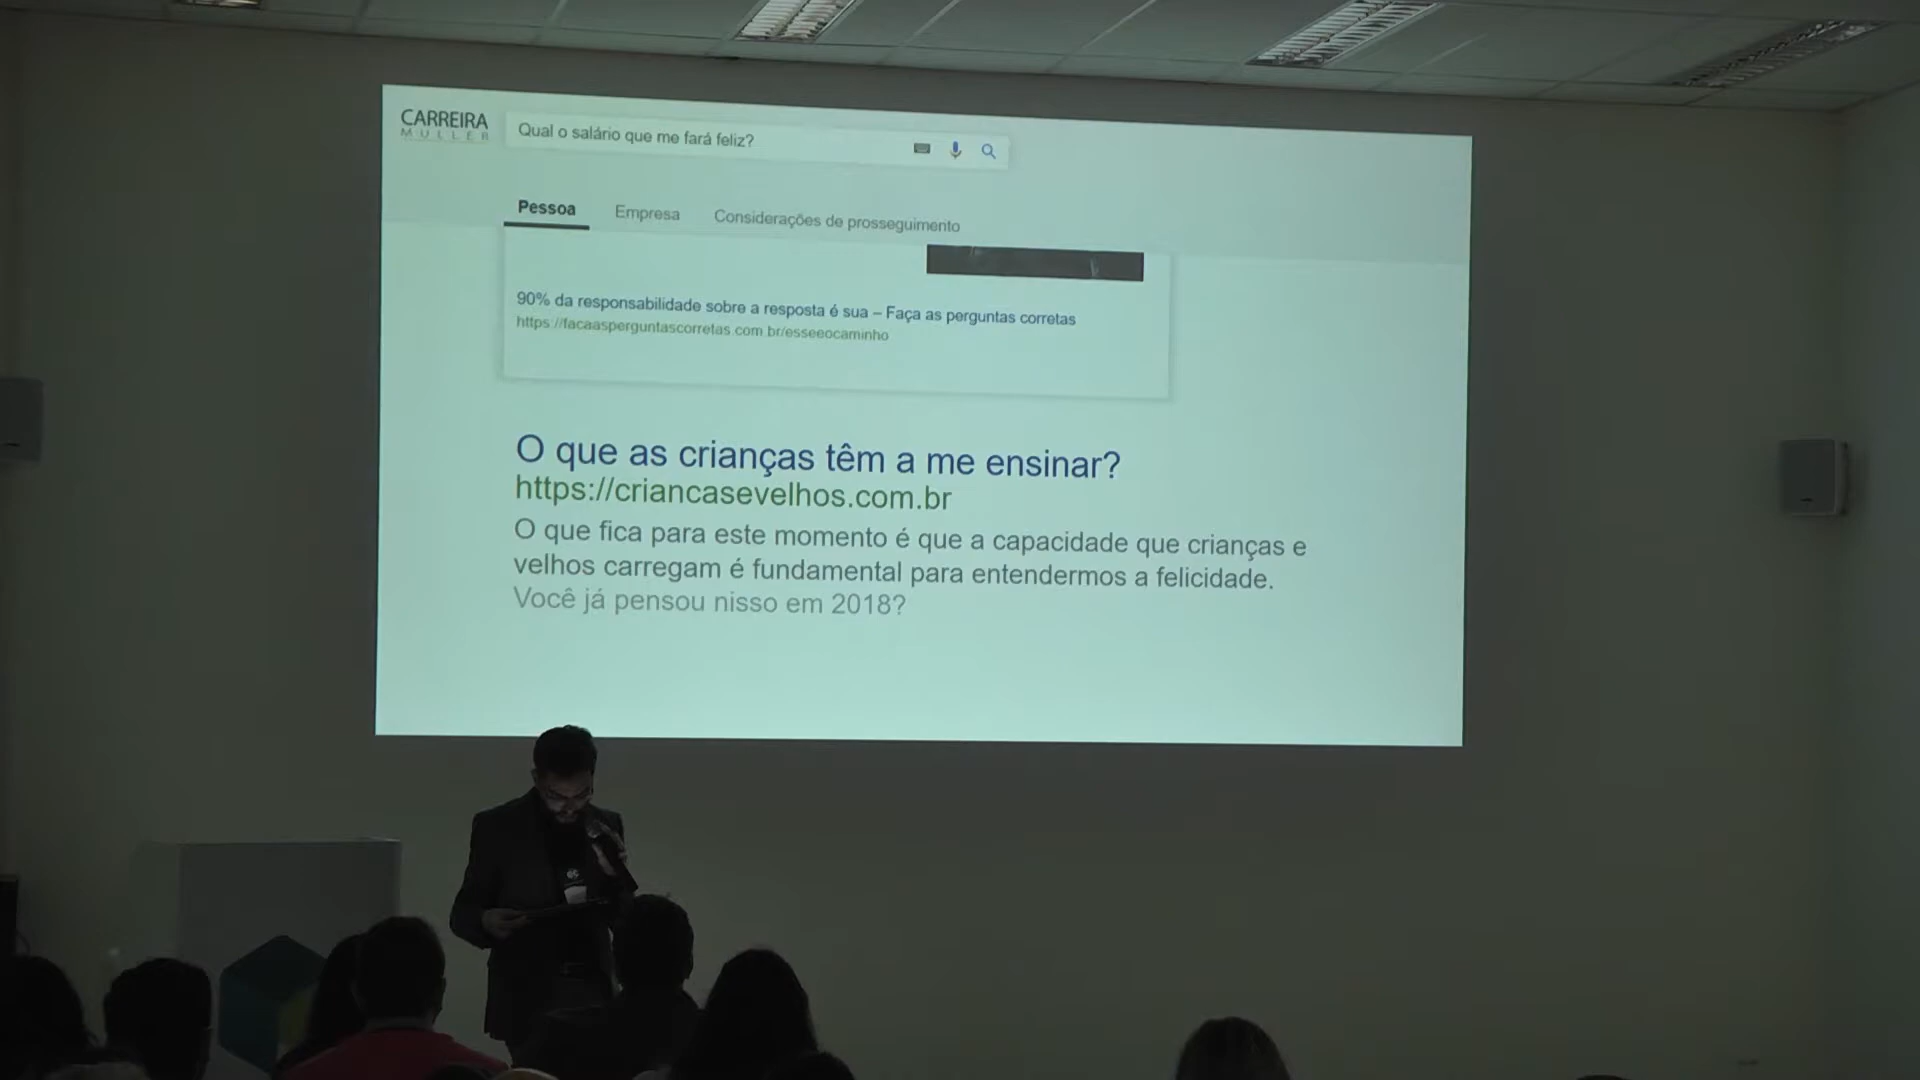 CARREIRA
MULLER
Qual o salário que me fará feliz?
Pessoa
Empresa
Considerações de prosseguimento
90% da responsabilidade sobre a resposta é sua – Faça as perguntas corretas
https://facaasperguntascorretas.com.br/esseeocaminho
O que as crianças têm a me ensinar?
https://criancasevelhos.com.br
O que fica para este momento é que a capacidade que crianças e
velhos carregam é fundamental para entendermos a felicidade.
Você já pensou nisso em 2018?